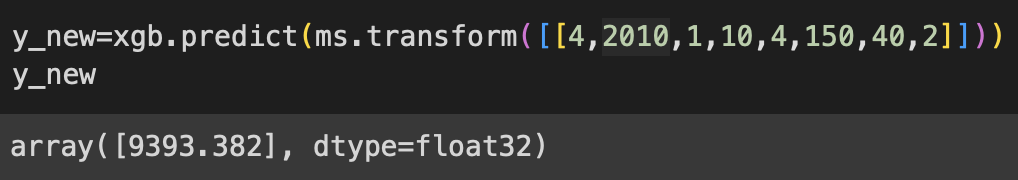 y_new=xgb.predict(ms.transform([[4,2010,1,10,4,150,40,2]]))
y_new
array([9393.382], dtype=float32)